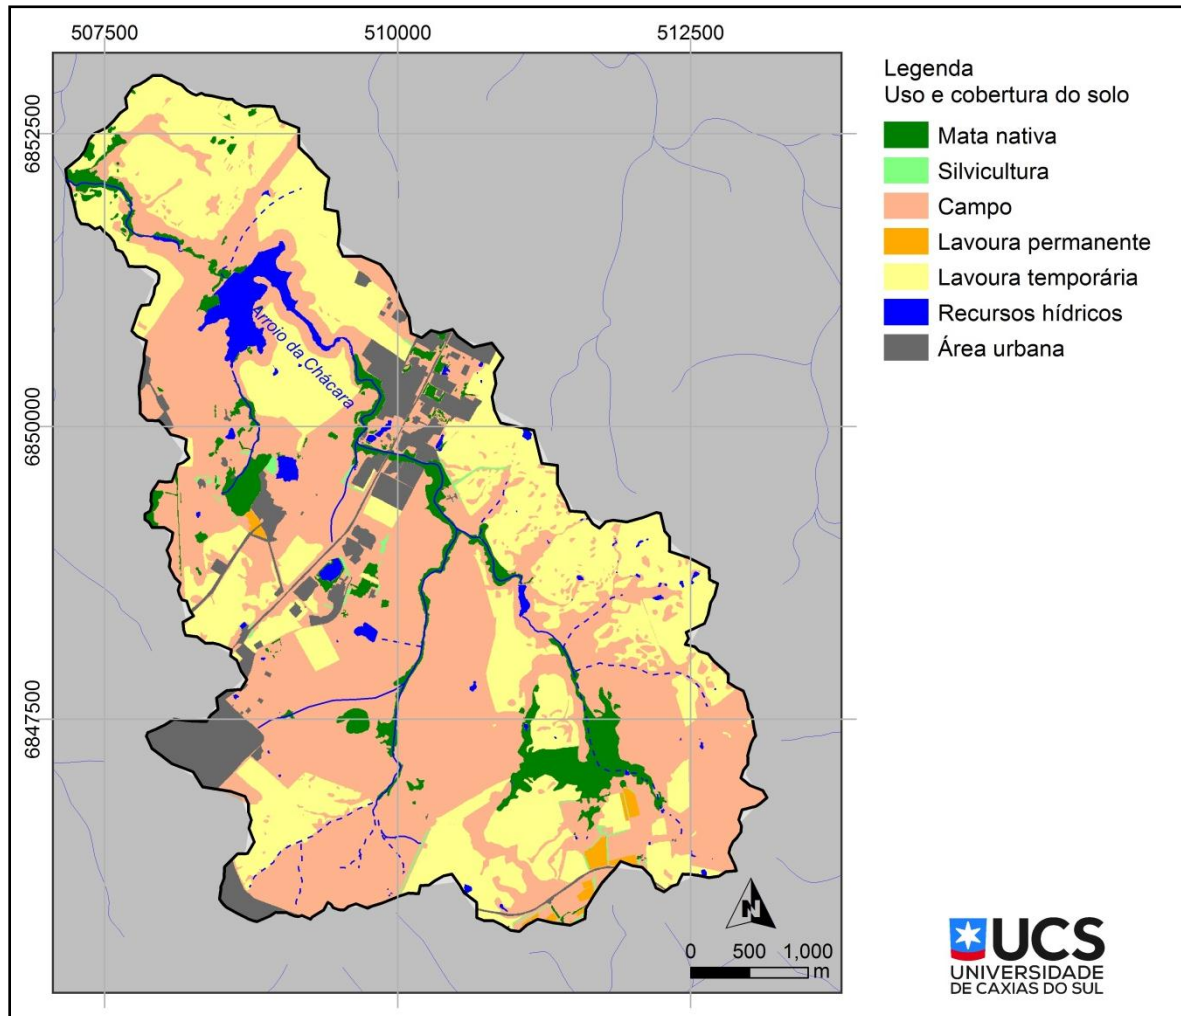 507500
510000
512500
6852500
6850000
6847500
Arroio da Chácara
Legenda
Uso e cobertura do solo
Mata nativa
Silvicultura
Campo
Lavoura permanente
Lavoura temporária
Recursos hídricos
Área urbana
N
0 500 1,000
m
UCS
UNIVERSIDADE
DE CAXIAS DO SUL